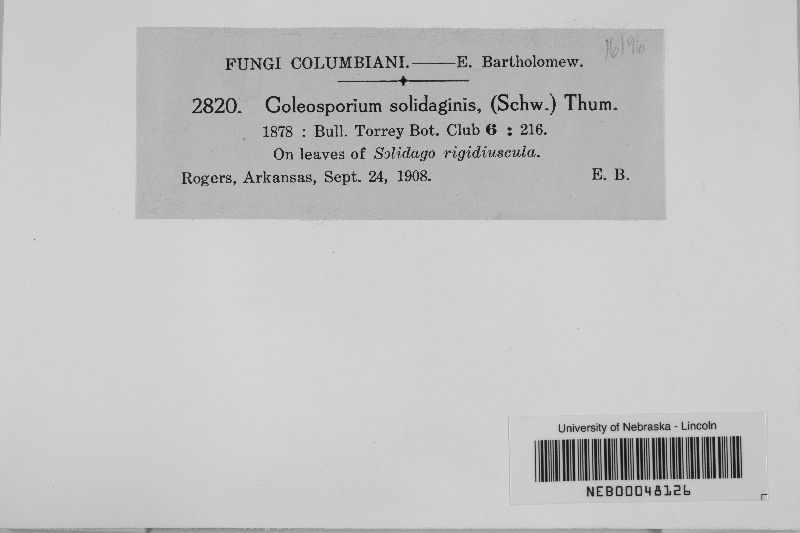 16196
FUNGI COLUMBIANI.——E. Bartholomew.
2820. Coleosporium solidaginis, (Schw.) Thum.
1878 : Bull. Torrey Bot. Club 6 : 216.
On leaves of Solidago rigidiuscula.
Rogers, Arkansas, Sept. 24, 1908. E. B.
University of Nebraska - Lincoln
NEB00048126